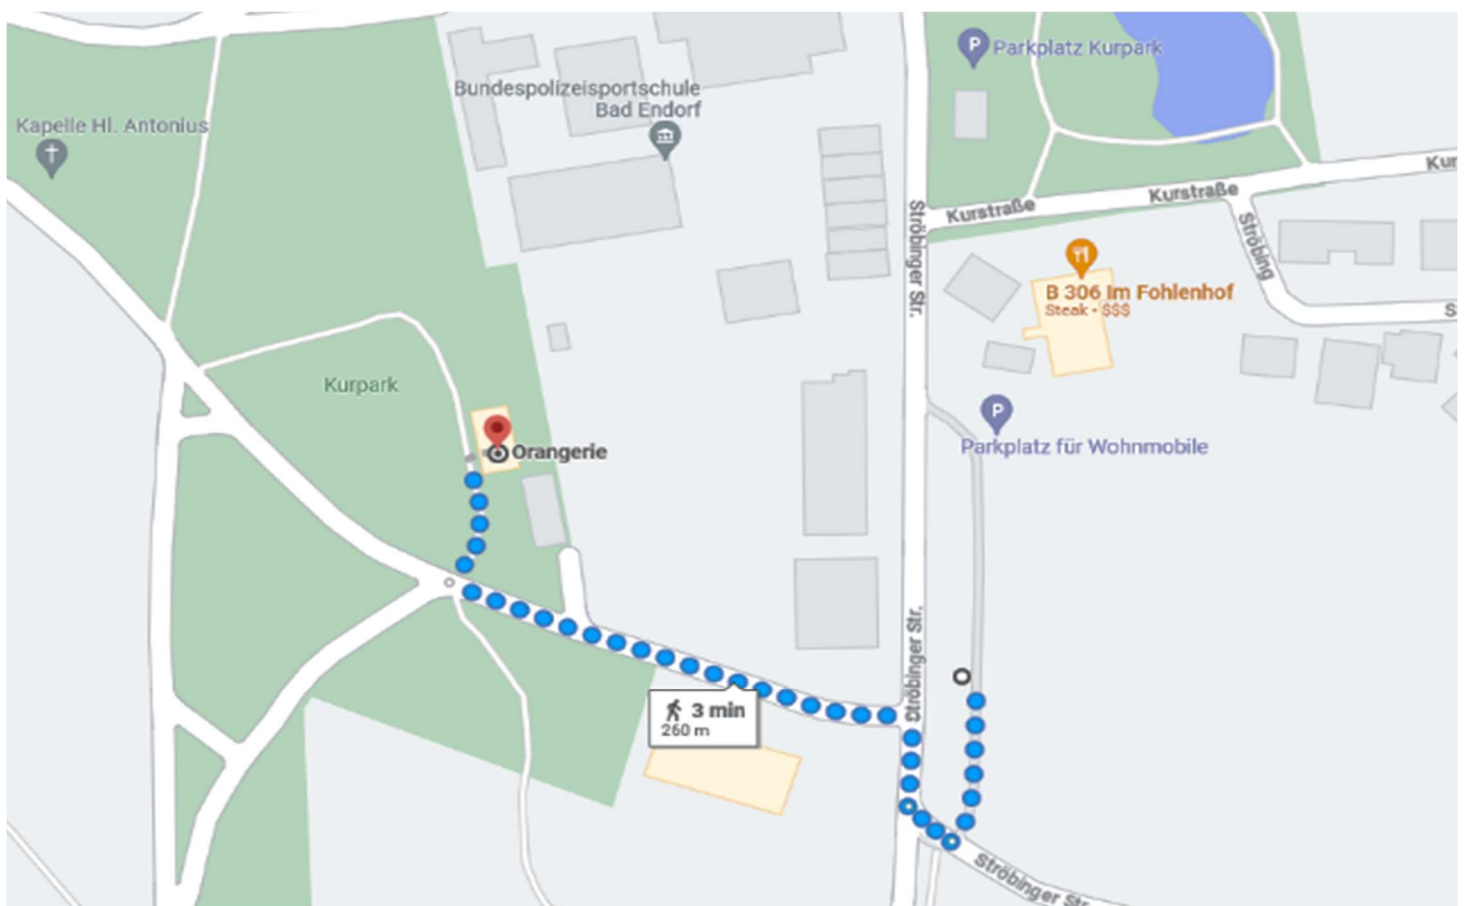 P Parkplatz Kurpark
Bundespolizeisportschule
Bad Endorf
Kapelle Hl. Antonius
Kur
Kurstraße
Kurstraße
Ströbinger Str.
Ströbing
B 306 Im Fohlenhof
Steak · $$$
S
Kurpark
P
Parkplatz für Wohnmobile
Orangerie
Ströbinger Str.
3 min
260 m
Ströbinger Str